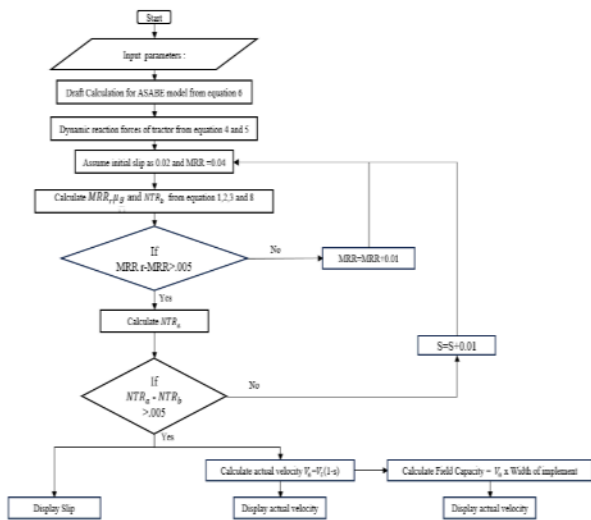 Start
Input parameters :
Draft Calculation for ASABE model from equation 6
Dynamic reaction forces of tractor from equation 4 and 5
Assume initial slip as 0.02 and MRR =0.04
Calculate MRRr,μg and NTRb from equation 1,2,3 and 8
If
MRR r-MRR>.005
No
MRR=MRR+0.01
Yes
Calculate NTRa
S=S+0.01
If
NTRa - NTRb
>.005
No
Yes
Calculate actual velocity Va=Vt(1-s)
Calculate Field Capacity = Va x Width of implement
Display Slip
Display actual velocity
Display actual velocity